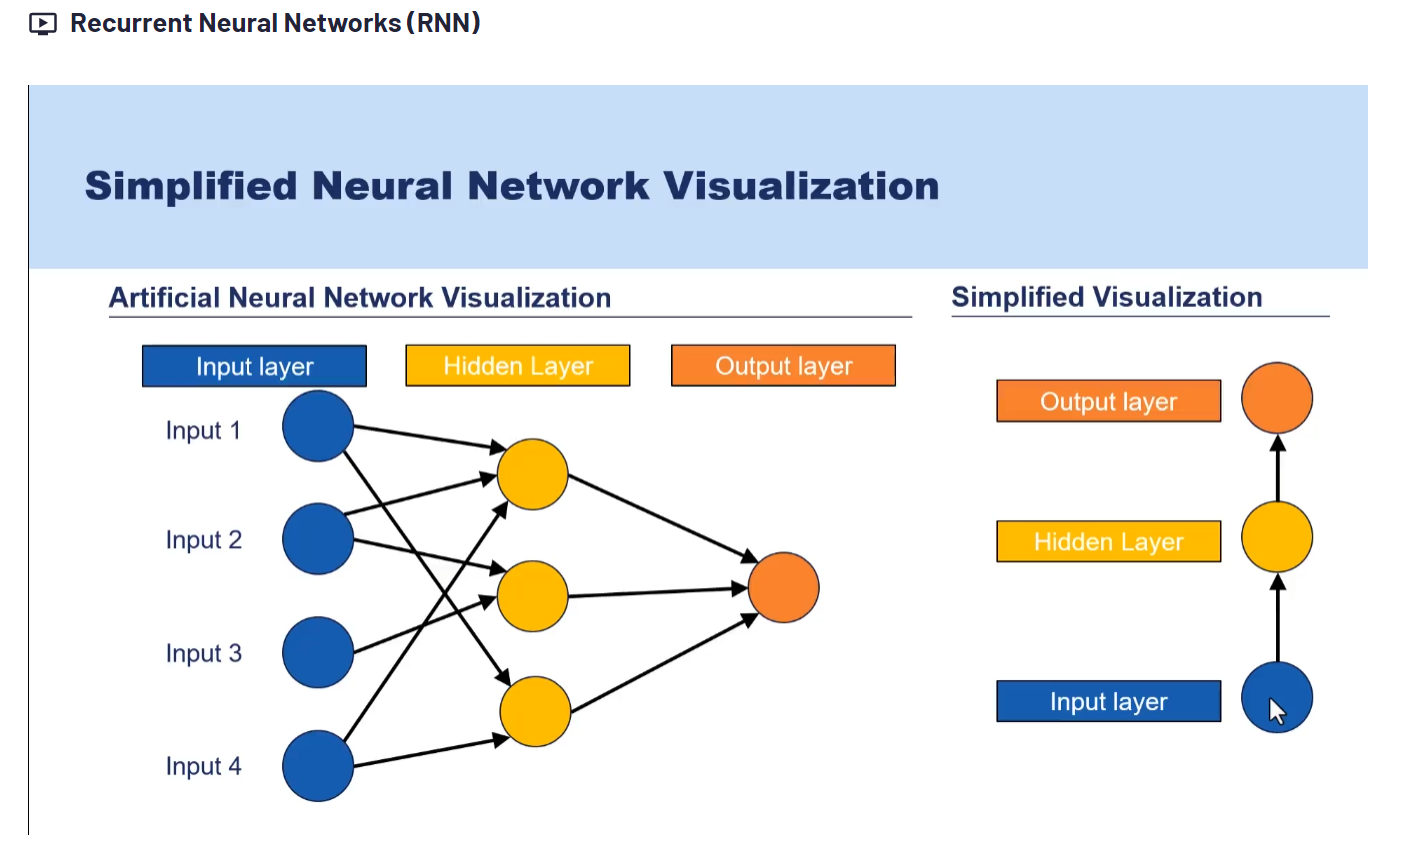 Recurrent Neural Networks (RNN)
Simplified Neural Network Visualization
Artificial Neural Network Visualization
Input layer
Hidden Layer
Output layer
Input 1
Input 2
Input 3
Input 4
Simplified Visualization
Output layer
Hidden Layer
Input layer